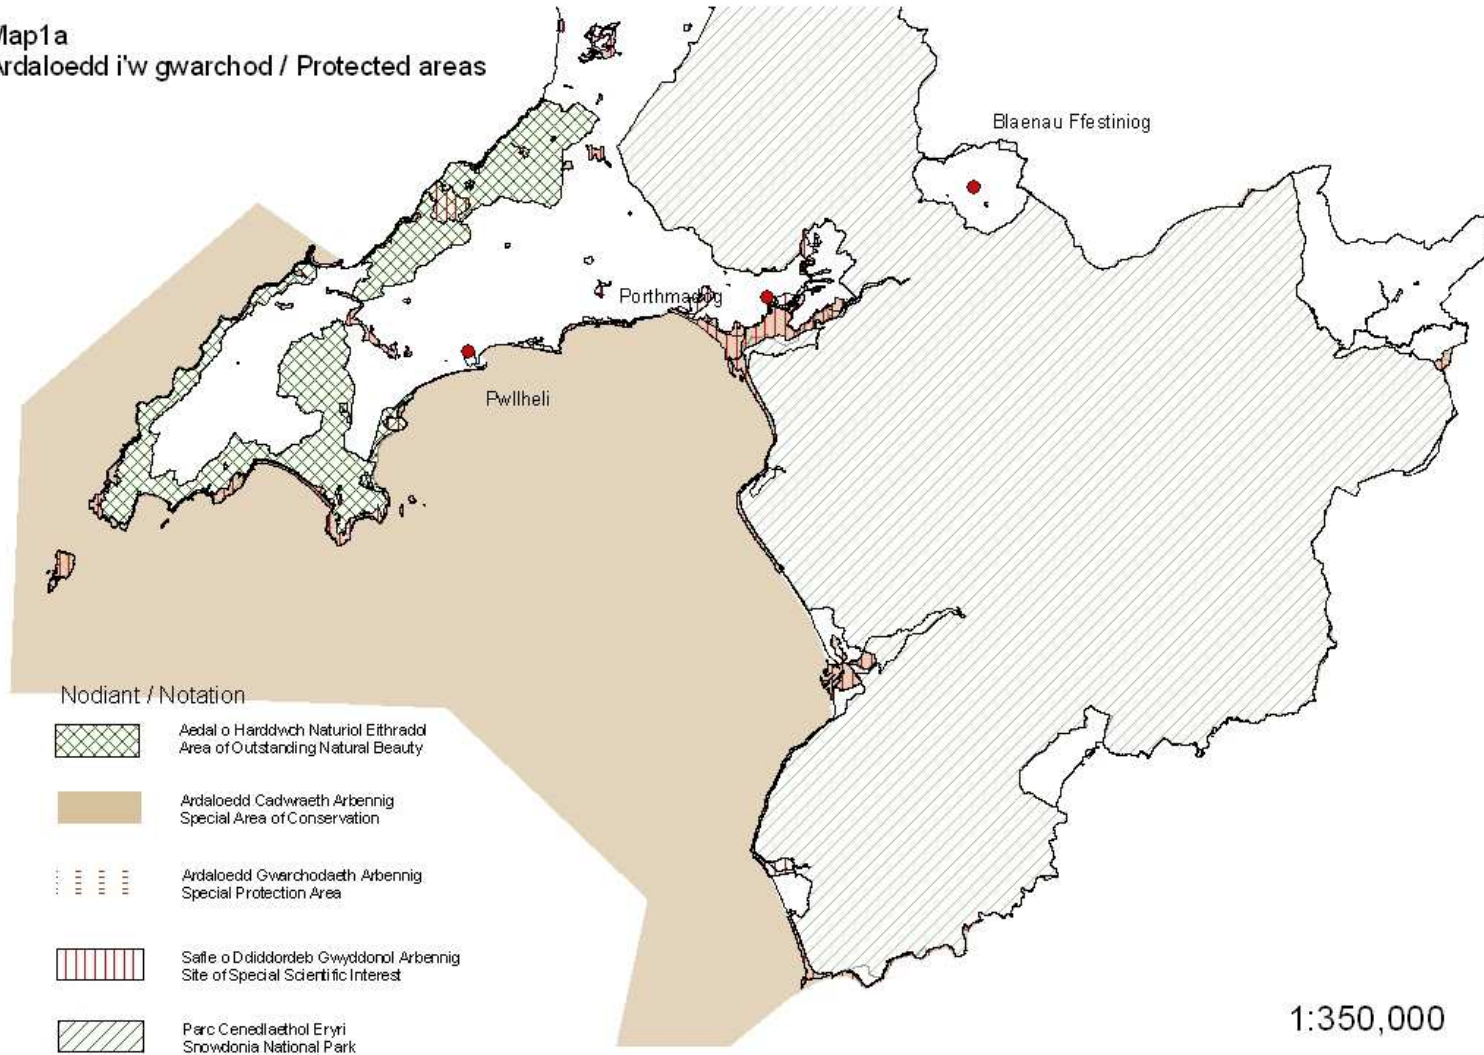 Map1a
Ardaloedd i'w gwarchod / Protected areas
Blaenau Ffestiniog
Porthmadog
Pwllheli
Nodiant / Notation
Aedal o Harddwch Naturiol Eithradol
Area of Outstanding Natural Beauty
Ardaloedd Cadwraeth Arbennig
Special Area of Conservation
Ardaloedd Gwarchodaeth Arbennig
Special Protection Area
Safle o Ddiddordeb Gwyddonol Arbennig
Site of Special Scientific Interest
Parc Cenedlaethol Eryri
Snowdonia National Park
1:350,000